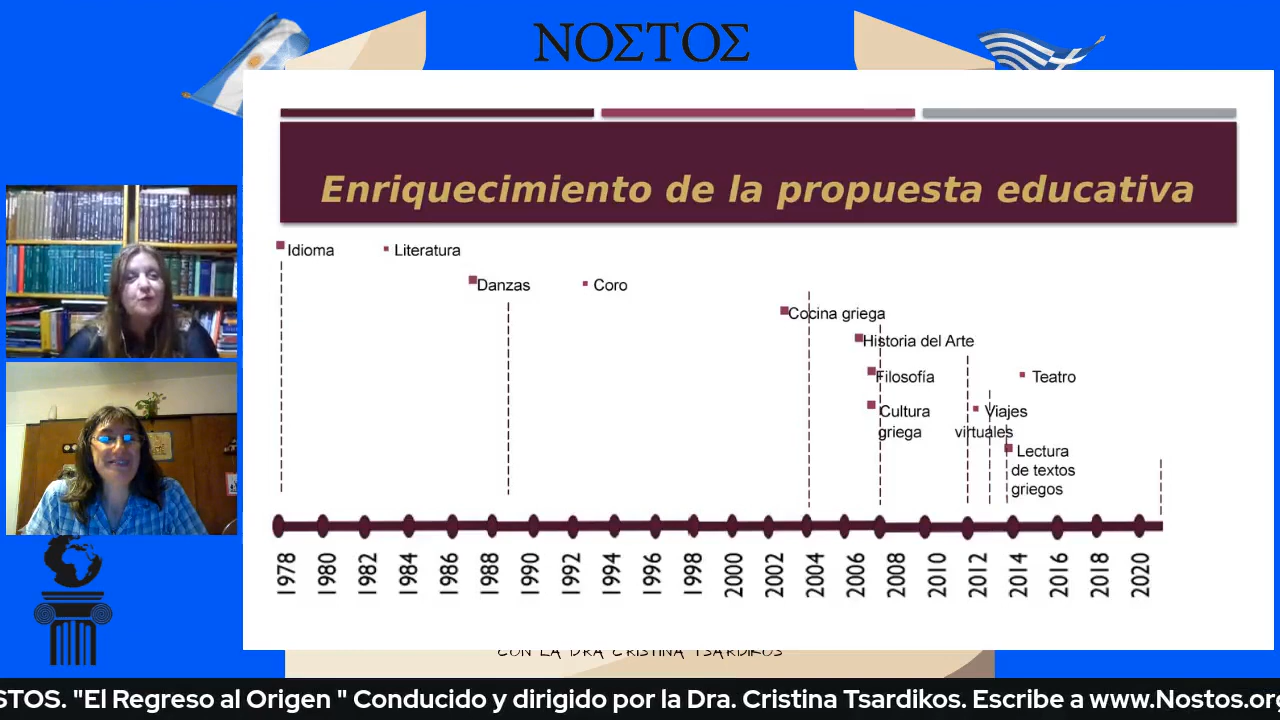 ΝΟΣΤΟΣ
Enriquecimiento de la propuesta educativa
Idioma
Literatura
Danzas
Coro
Cocina griega
Historia del Arte
Filosofía
Teatro
Cultura
griega
Viajes
virtuales
Lectura
de textos
griegos
1978 1980 1982 1984 1986 1988 1990 1992 1994 1996 1998 2000 2002 2004 2006 2008 2010 2012 2014 2016 2018 2020
CON LA DRA CRISTINA TSARDIKOS
STOS. "El Regreso al Origen " Conducido y dirigido por la Dra. Cristina Tsardikos. Escribe a www.Nostos.org